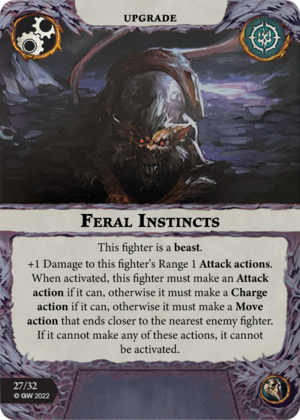 UPGRADE
FERAL INSTINCTS
This fighter is a beast.
+1 Damage to this fighter's Range 1 Attack actions.
When activated, this fighter must make an Attack
action if it can, otherwise it must make a Charge
action if it can, otherwise it must make a Move
action that ends closer to the nearest enemy fighter.
If it cannot make any of these actions, it cannot
be activated.
27/32
© GW 2022